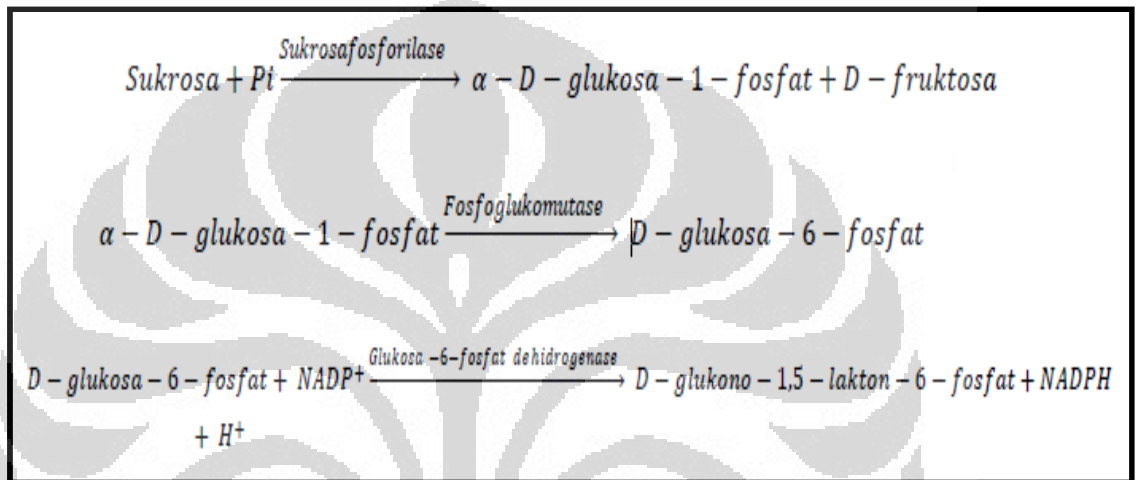 Sukrosafosforilase
Sukrosa + Pi ⟶ α − D − glukosa − 1 − fosfat + D − fruktosa
Fosfoglukomutase
α − D − glukosa − 1 − fosfat ⟶ D − glukosa − 6 − fosfat
Glukosa −6−fosfat dehidrogenase
D − glukosa − 6 − fosfat + NADP⁺ ⟶ D − glukono − 1,5 − lakton − 6 − fosfat + NADPH
+ H⁺